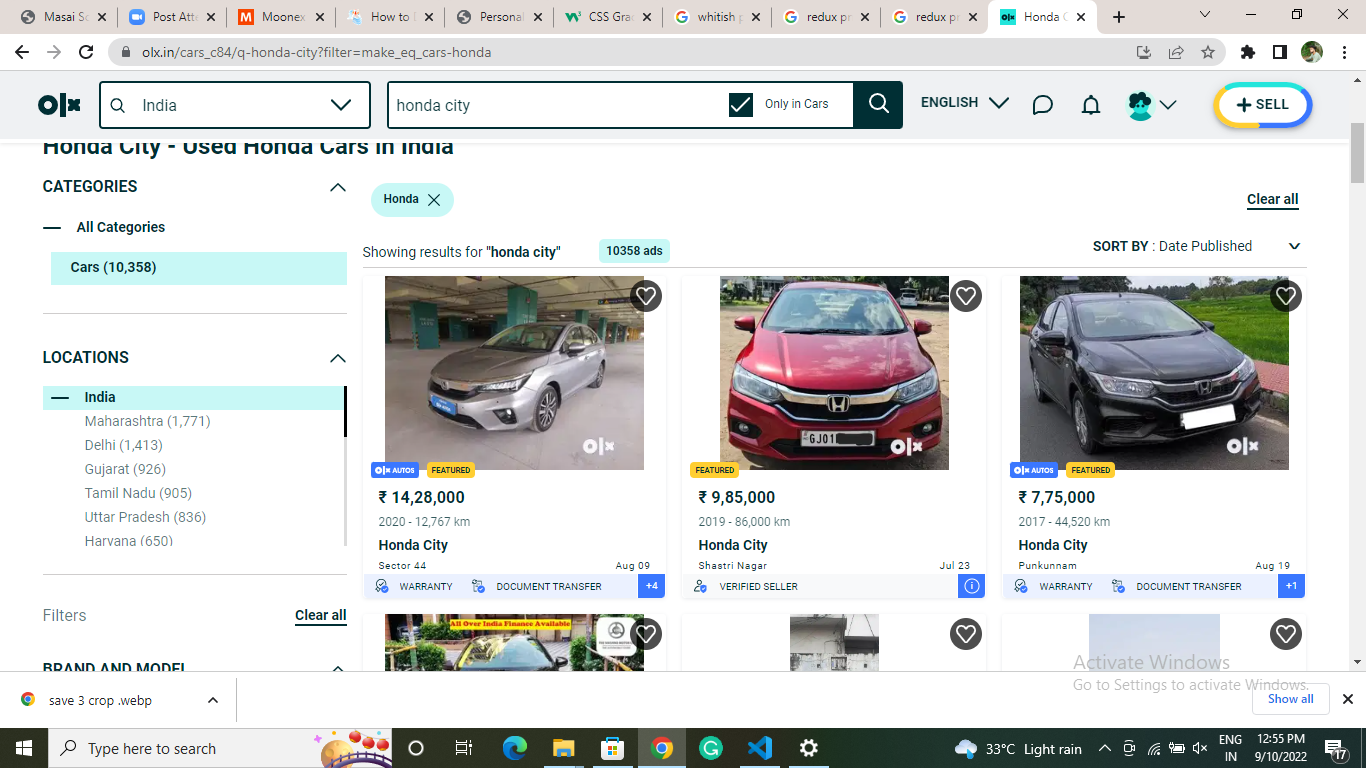 Masai Sc
Post Atte
Moonex
How to
Personal
CSS Grad
whitish p
redux pr
redux pr
Honda C
olx.in/cars_c84/q-honda-city?filter=make_eq_cars-honda
olx
India
honda city
Only in Cars
ENGLISH
+ SELL
Honda City - Used Honda Cars in India
CATEGORIES
All Categories
Cars (10,358)
LOCATIONS
India
Maharashtra (1,771)
Delhi (1,413)
Gujarat (926)
Tamil Nadu (905)
Uttar Pradesh (836)
Haryana (650)
Filters
Clear all
BRAND AND MODEL
Honda
Clear all
Showing results for "honda city"
10358 ads
SORT BY : Date Published
olx
OLX AUTOS
FEATURED
₹ 14,28,000
2020 - 12,767 km
Honda City
Sector 44
Aug 09
WARRANTY
DOCUMENT TRANSFER
+4
GJ01
olx
FEATURED
₹ 9,85,000
2019 - 86,000 km
Honda City
Shastri Nagar
Jul 23
VERIFIED SELLER
olx
OLX AUTOS
FEATURED
₹ 7,75,000
2017 - 44,520 km
Honda City
Punkunnam
Aug 19
WARRANTY
DOCUMENT TRANSFER
+1
All Over India Finance Available
Activate Windows
Go to Settings to activate Windows.
save 3 crop .webp
Show all
Type here to search
33°C Light rain
ENG
IN
12:55 PM
9/10/2022
17